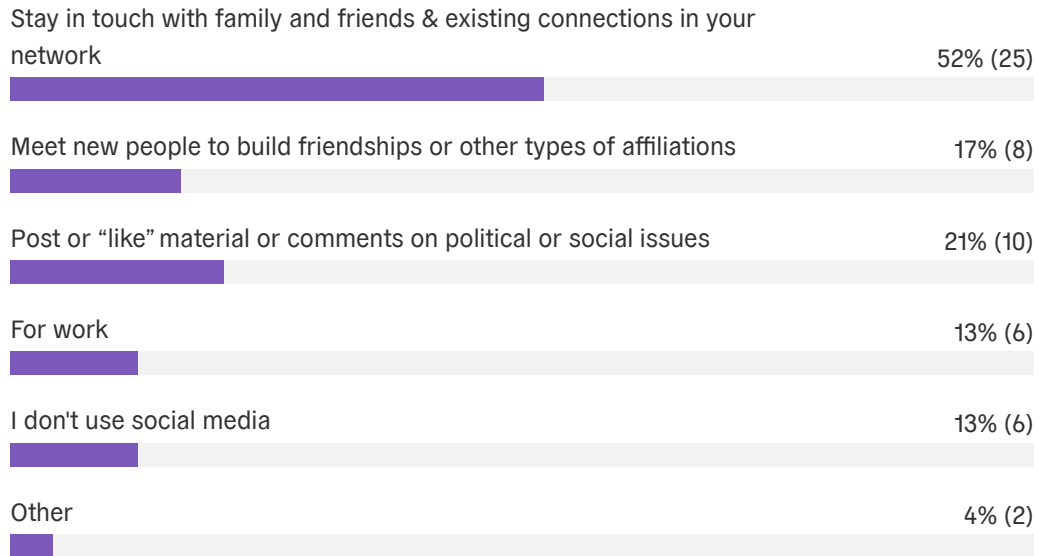 Stay in touch with family and friends & existing connections in your
network
52% (25)
Meet new people to build friendships or other types of affiliations
17% (8)
Post or “like” material or comments on political or social issues
21% (10)
For work
13% (6)
I don't use social media
13% (6)
Other
4% (2)